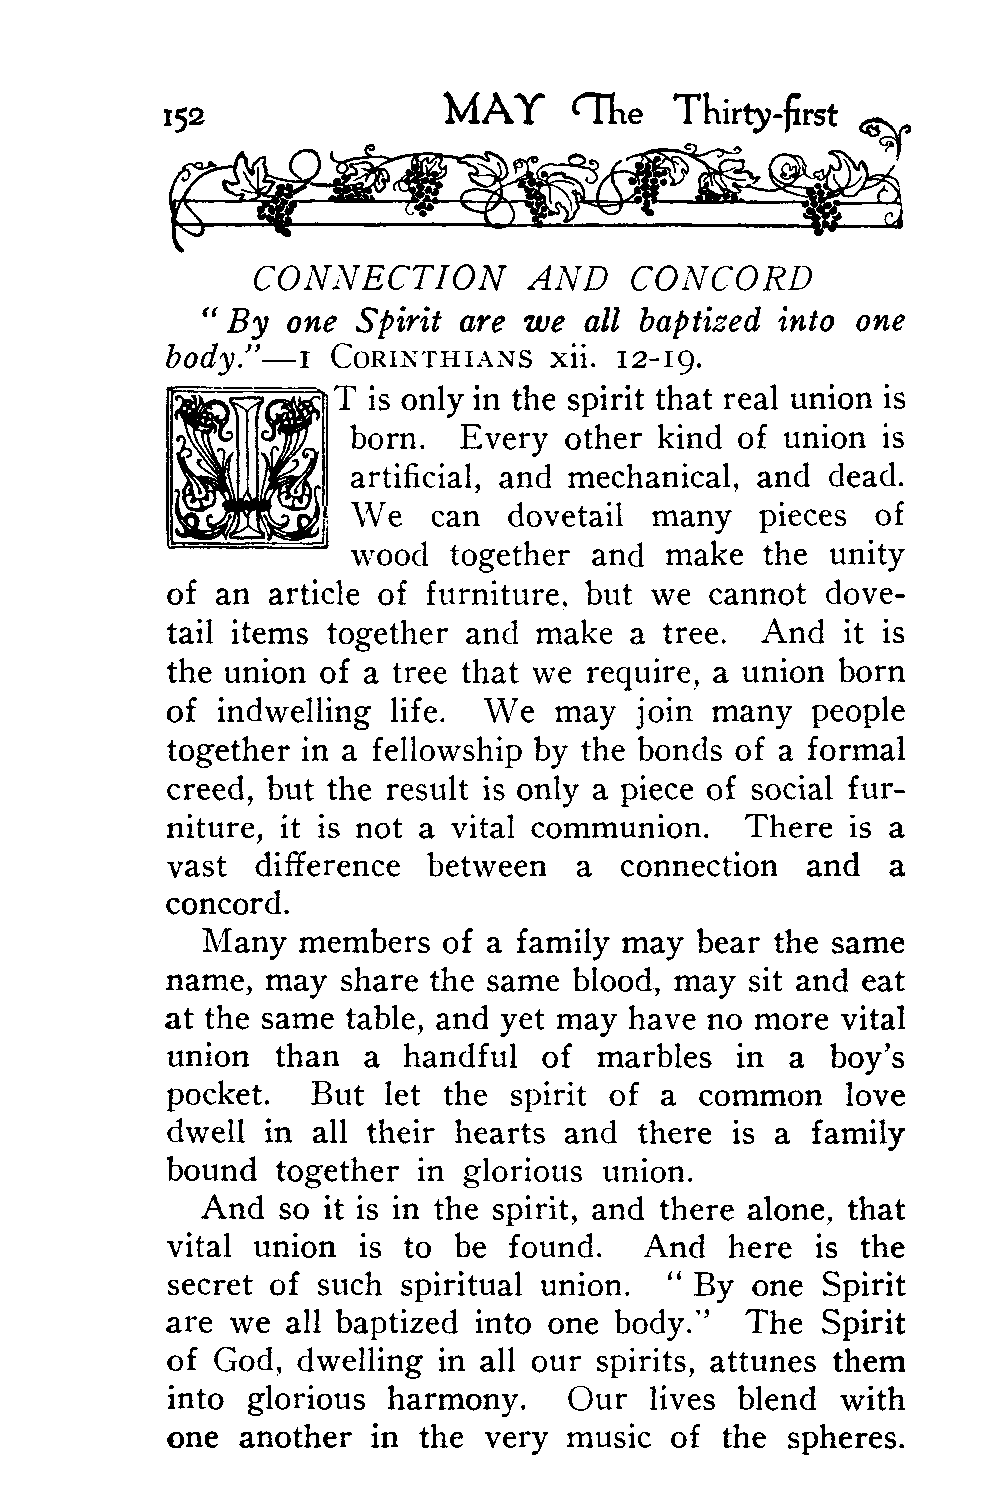 152 MAY The Thirty-first
CONNECTION AND CONCORD
“By one Spirit are we all baptized into one
body.”—1 CORINTHIANS xii. 12-19.
IT is only in the spirit that real union is
born. Every other kind of union is
artificial, and mechanical, and dead.
We can dovetail many pieces of
wood together and make the unity
of an article of furniture, but we cannot dove-
tail items together and make a tree. And it is
the union of a tree that we require, a union born
of indwelling life. We may join many people
together in a fellowship by the bonds of a formal
creed, but the result is only a piece of social fur-
niture, it is not a vital communion. There is a
vast difference between a connection and a
concord.
Many members of a family may bear the same
name, may share the same blood, may sit and eat
at the same table, and yet may have no more vital
union than a handful of marbles in a boy’s
pocket. But let the spirit of a common love
dwell in all their hearts and there is a family
bound together in glorious union.
And so it is in the spirit, and there alone, that
vital union is to be found. And here is the
secret of such spiritual union. “By one Spirit
are we all baptized into one body.” The Spirit
of God, dwelling in all our spirits, attunes them
into glorious harmony. Our lives blend with
one another in the very music of the spheres.